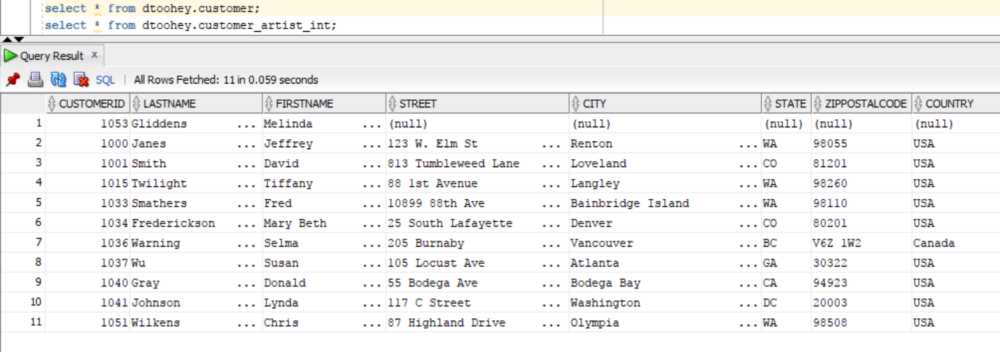 select * from dtoohey.customer;
select * from dtoohey.customer_artist_int;
Query Result x
SQL | All Rows Fetched: 11 in 0.059 seconds
CUSTOMERID LASTNAME FIRSTNAME STREET CITY STATE ZIPPOSTALCODE COUNTRY
1 1053 Gliddens ... Melinda ... (null) (null) (null) (null) (null)
2 1000 Janes ... Jeffrey ... 123 W. Elm St ... Renton ... WA 98055 USA
3 1001 Smith ... David ... 813 Tumbleweed Lane ... Loveland ... CO 81201 USA
4 1015 Twilight ... Tiffany ... 88 1st Avenue ... Langley ... WA 98260 USA
5 1033 Smathers ... Fred ... 10899 88th Ave ... Bainbridge Island ... WA 98110 USA
6 1034 Frederickson ... Mary Beth ... 25 South Lafayette ... Denver ... CO 80201 USA
7 1036 Warning ... Selma ... 205 Burnaby ... Vancouver ... BC V6Z 1W2 Canada
8 1037 Wu ... Susan ... 105 Locust Ave ... Atlanta ... GA 30322 USA
9 1040 Gray ... Donald ... 55 Bodega Ave ... Bodega Bay ... CA 94923 USA
10 1041 Johnson ... Lynda ... 117 C Street ... Washington ... DC 20003 USA
11 1051 Wilkens ... Chris ... 87 Highland Drive ... Olympia ... WA 98508 USA